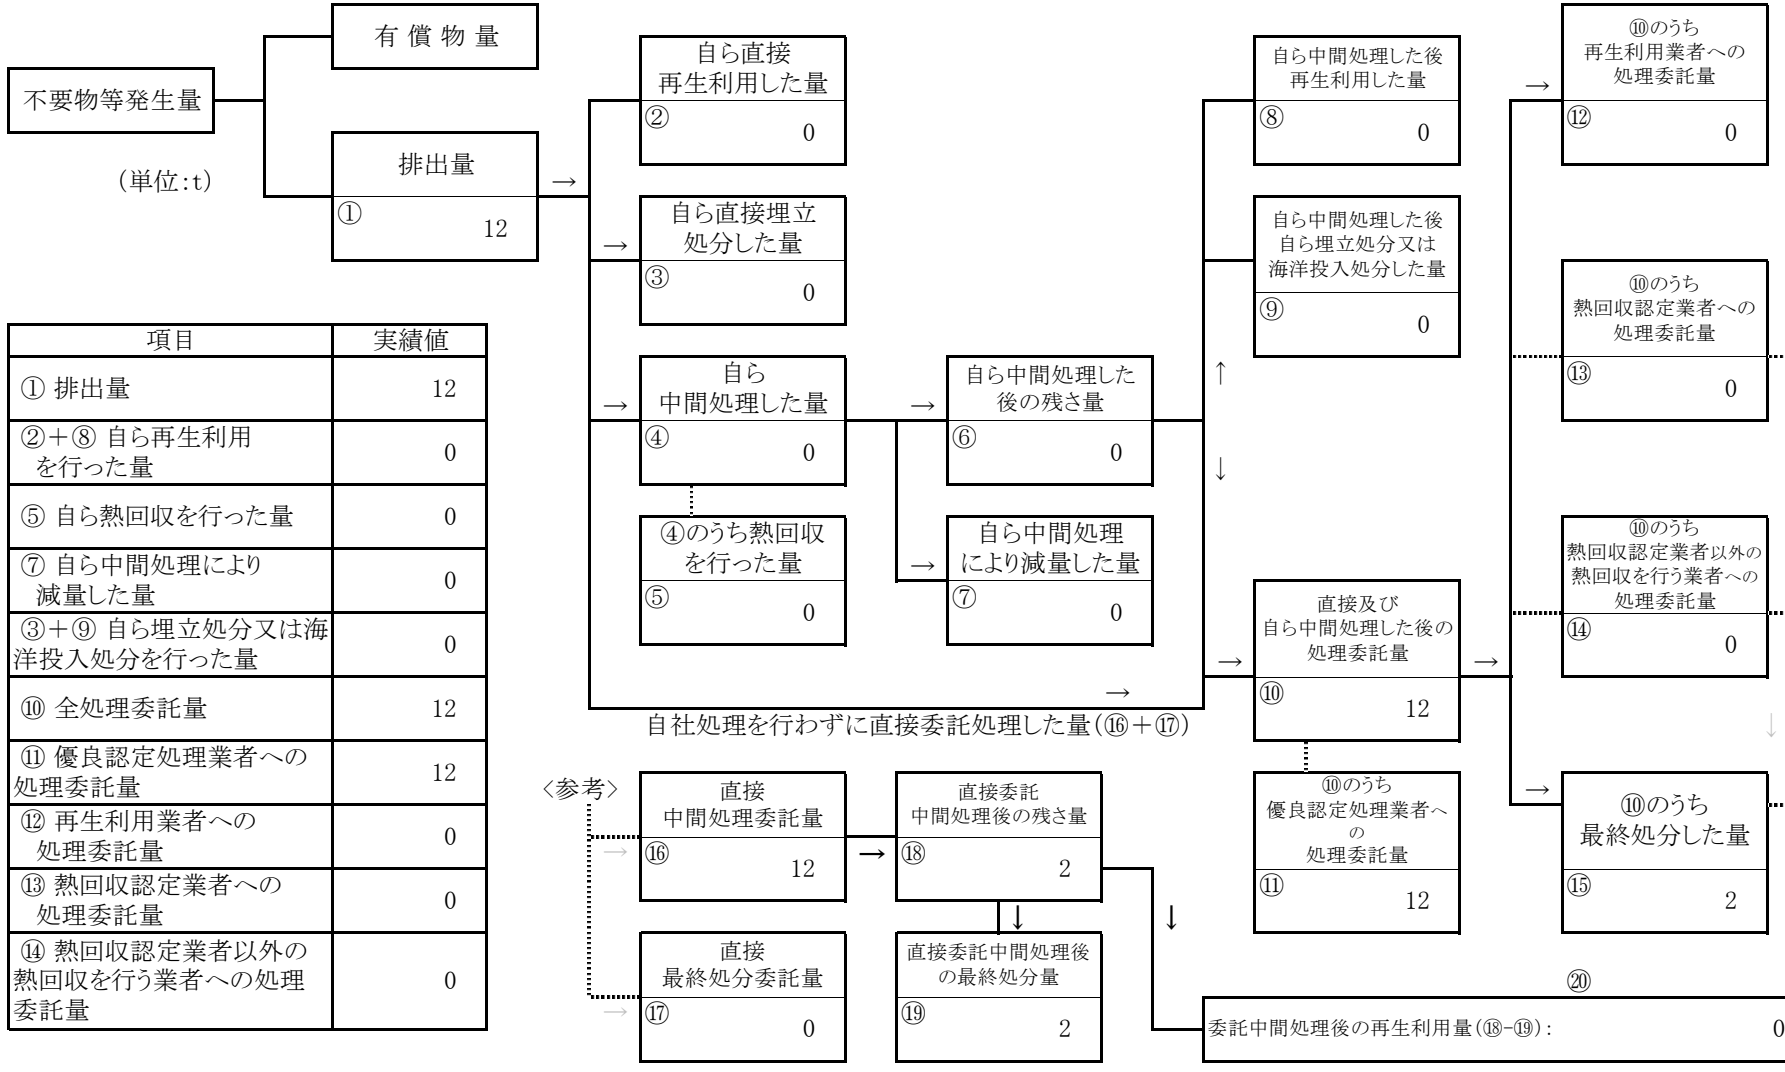 有償物量
不要物等発生量
(単位:t)
排出量
①
12
→
自ら直接
再生利用した量
②
0
→
自ら直接埋立
処分した量
③
0
→
自ら
中間処理した量
④
0
④のうち熱回収
を行った量
⑤
0
→
自ら中間処理した
後の残さ量
⑥
0
→
自ら中間処理
により減量した量
⑦
0
自ら中間処理した後
再生利用した量
⑧
0
自ら中間処理した後
自ら埋立処分又は
海洋投入処分した量
⑨
0
↑
↓
→
自社処理を行わずに直接委託処理した量(⑯+⑰)
→
直接及び
自ら中間処理した後の
処理委託量
⑩
12
→
⑩のうち
優良認定処理業者へ
の
処理委託量
⑪
12
→
⑩のうち
再生利用業者への
処理委託量
⑫
0
⑩のうち
熱回収認定業者への
処理委託量
⑬
0
⑩のうち
熱回収認定業者以外の
熱回収を行う業者への
処理委託量
⑭
0
↓
→
⑩のうち
最終処分した量
⑮
2
項目 実績値
① 排出量 12
②+⑧ 自ら再生利用
を行った量 0
⑤ 自ら熱回収を行った量 0
⑦ 自ら中間処理により
減量した量 0
③+⑨ 自ら埋立処分又は海
洋投入処分を行った量 0
⑩ 全処理委託量 12
⑪ 優良認定処理業者への
処理委託量 12
⑫ 再生利用業者への
処理委託量 0
⑬ 熱回収認定業者への
処理委託量 0
⑭ 熱回収認定業者以外の
熱回収を行う業者への処理
委託量 0
<参考>
→
直接
中間処理委託量
⑯
12
→
直接委託
中間処理後の残さ量
⑱
2
↓
↓
→
直接
最終処分委託量
⑰
0
直接委託中間処理後
の最終処分量
⑲
2
⑳
委託中間処理後の再生利用量(⑱-⑲): 0